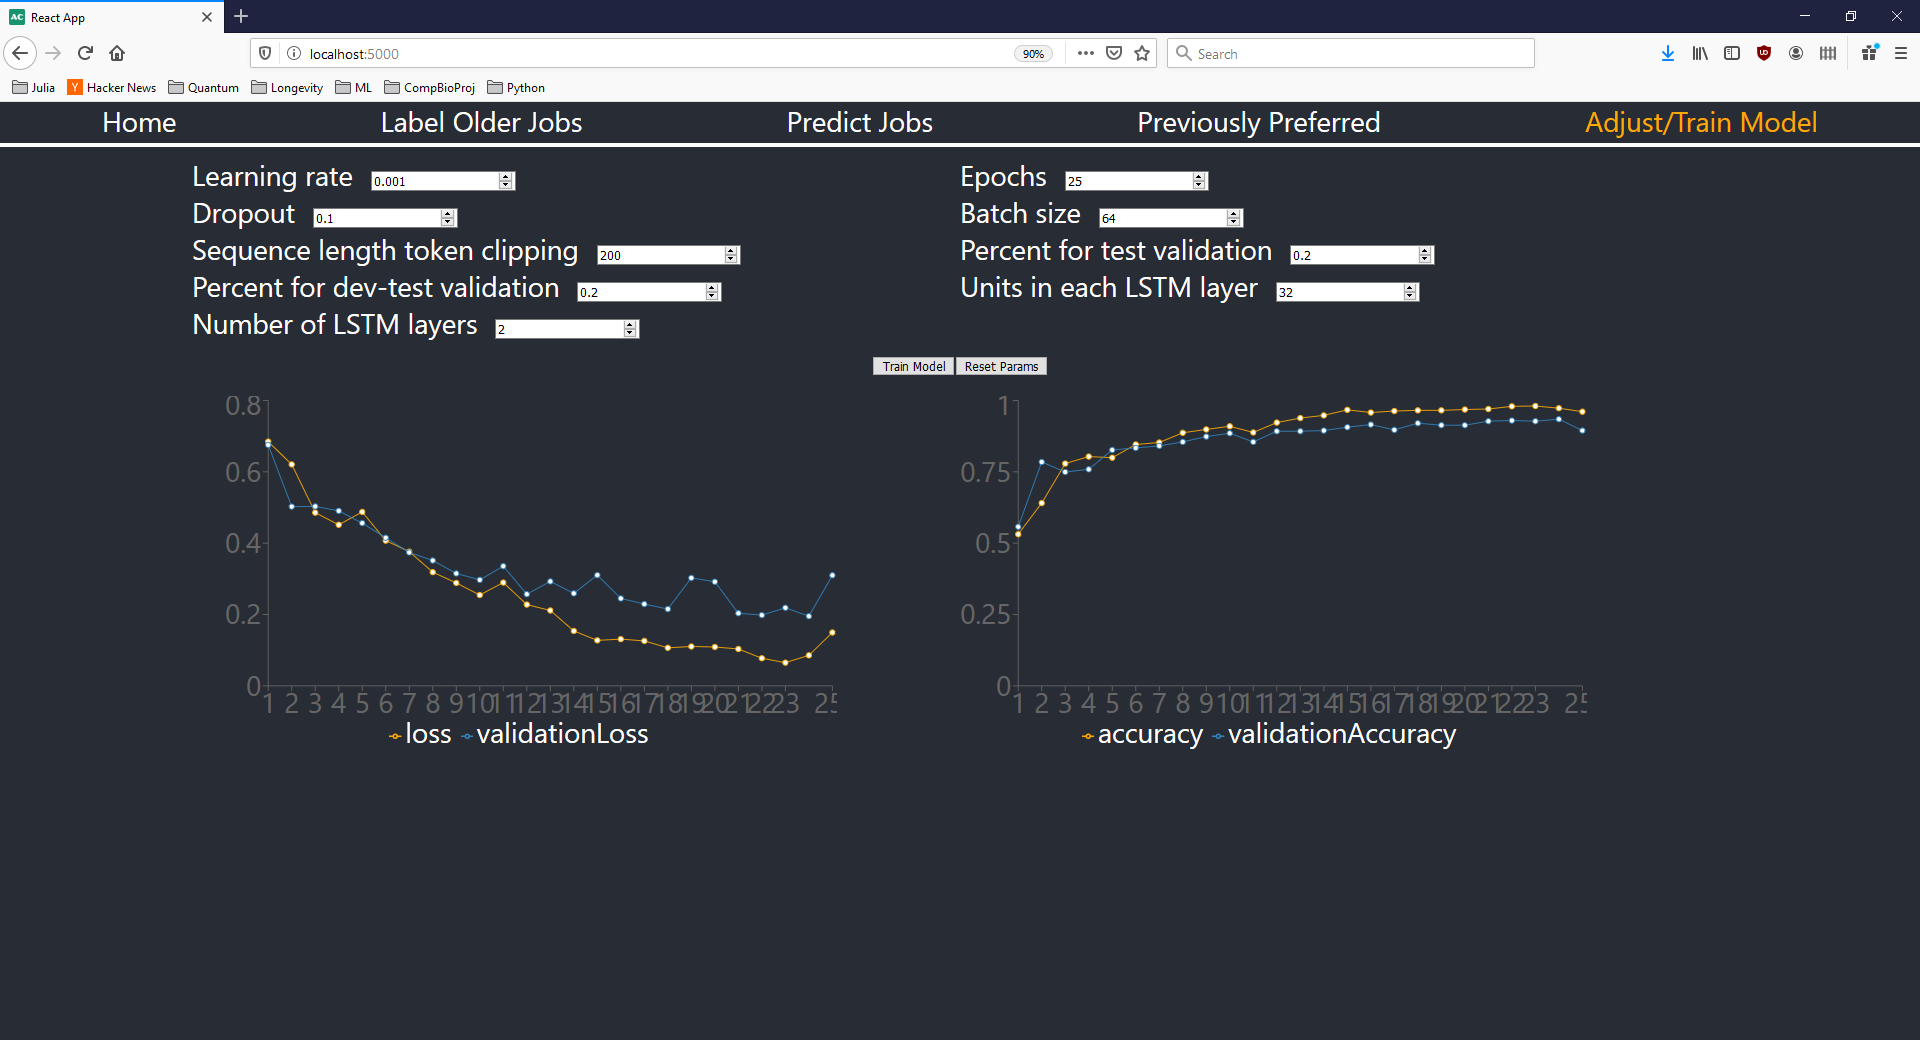 React App
localhost:5000
90%
Search
Julia
Hacker News
Quantum
Longevity
ML
CompBioProj
Python
Home
Label Older Jobs
Predict Jobs
Previously Preferred
Adjust/Train Model
Learning rate 0.001
Epochs 25
Dropout 0.1
Batch size 64
Sequence length token clipping 200
Percent for test validation 0.2
Percent for dev-test validation 0.2
Units in each LSTM layer 32
Number of LSTM layers 2
Train Model
Reset Params
0.8
0.6
0.4
0.2
0
1 2 3 4 5 6 7 8 9 10 11 12 13 14 15 16 17 18 19 20 21 22 23 25
loss validationLoss
1
0.75
0.5
0.25
0
1 2 3 4 5 6 7 8 9 10 11 12 13 14 15 16 17 18 19 20 21 22 23 25
accuracy validationAccuracy